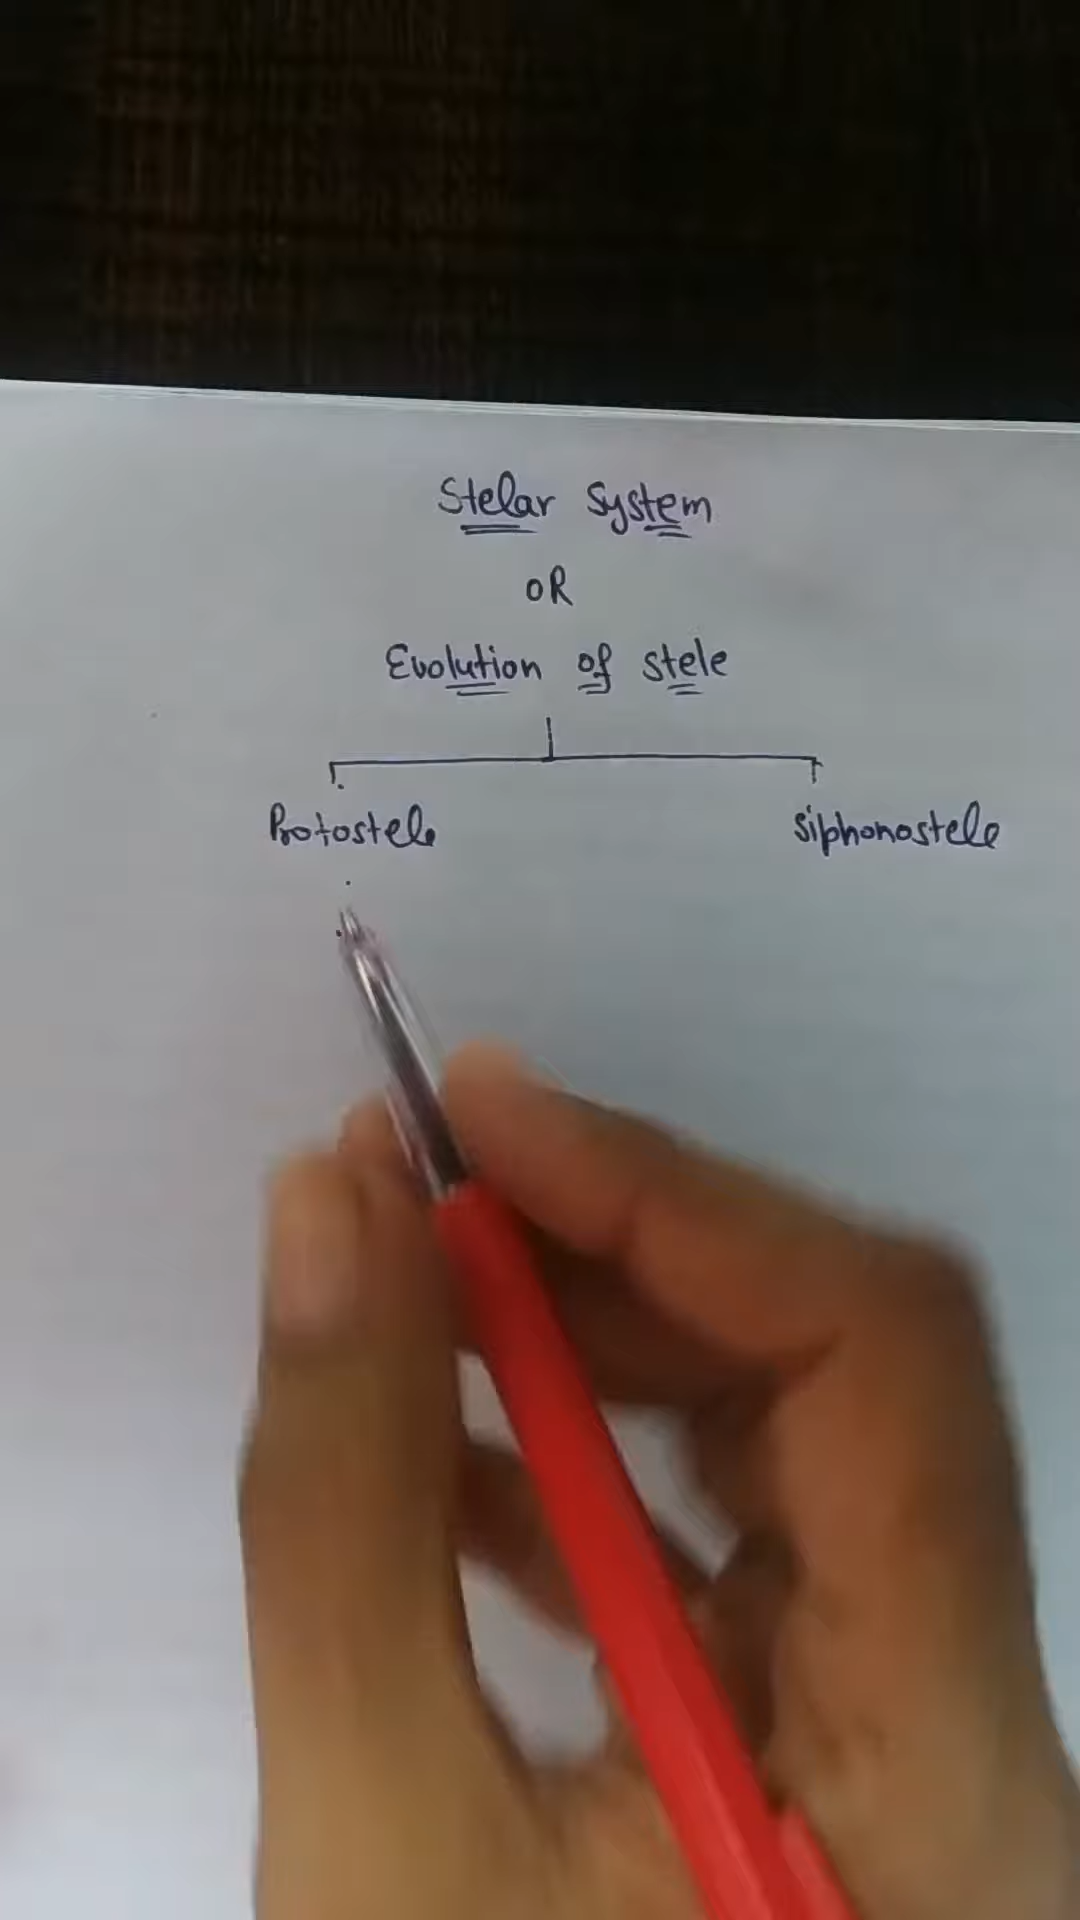 Stelar System
OR
Evolution of stele
Protostele
Siphonostele